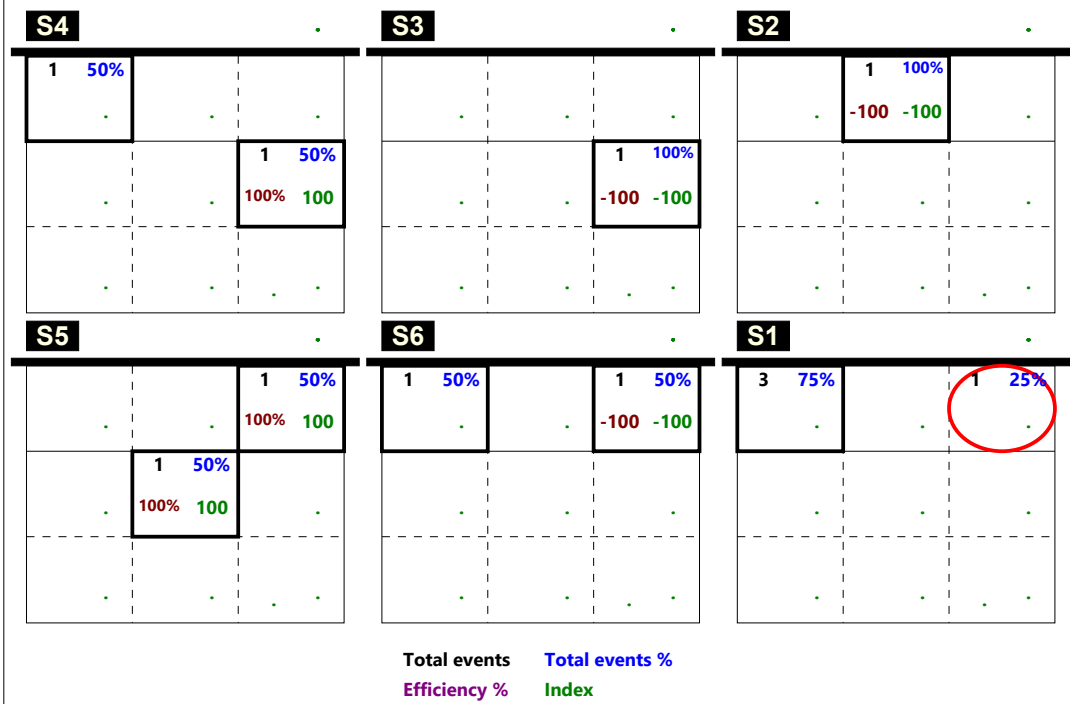 S4 S3 S2
1 50% 1 100%
-100 -100
1 50% 1 100%
100% 100 -100 -100
S5 S6 S1
1 50% 1 50% 1 50% 3 75% 1 25%
100% 100 -100 -100
1 50%
100% 100
Total events Total events %
Efficiency % Index